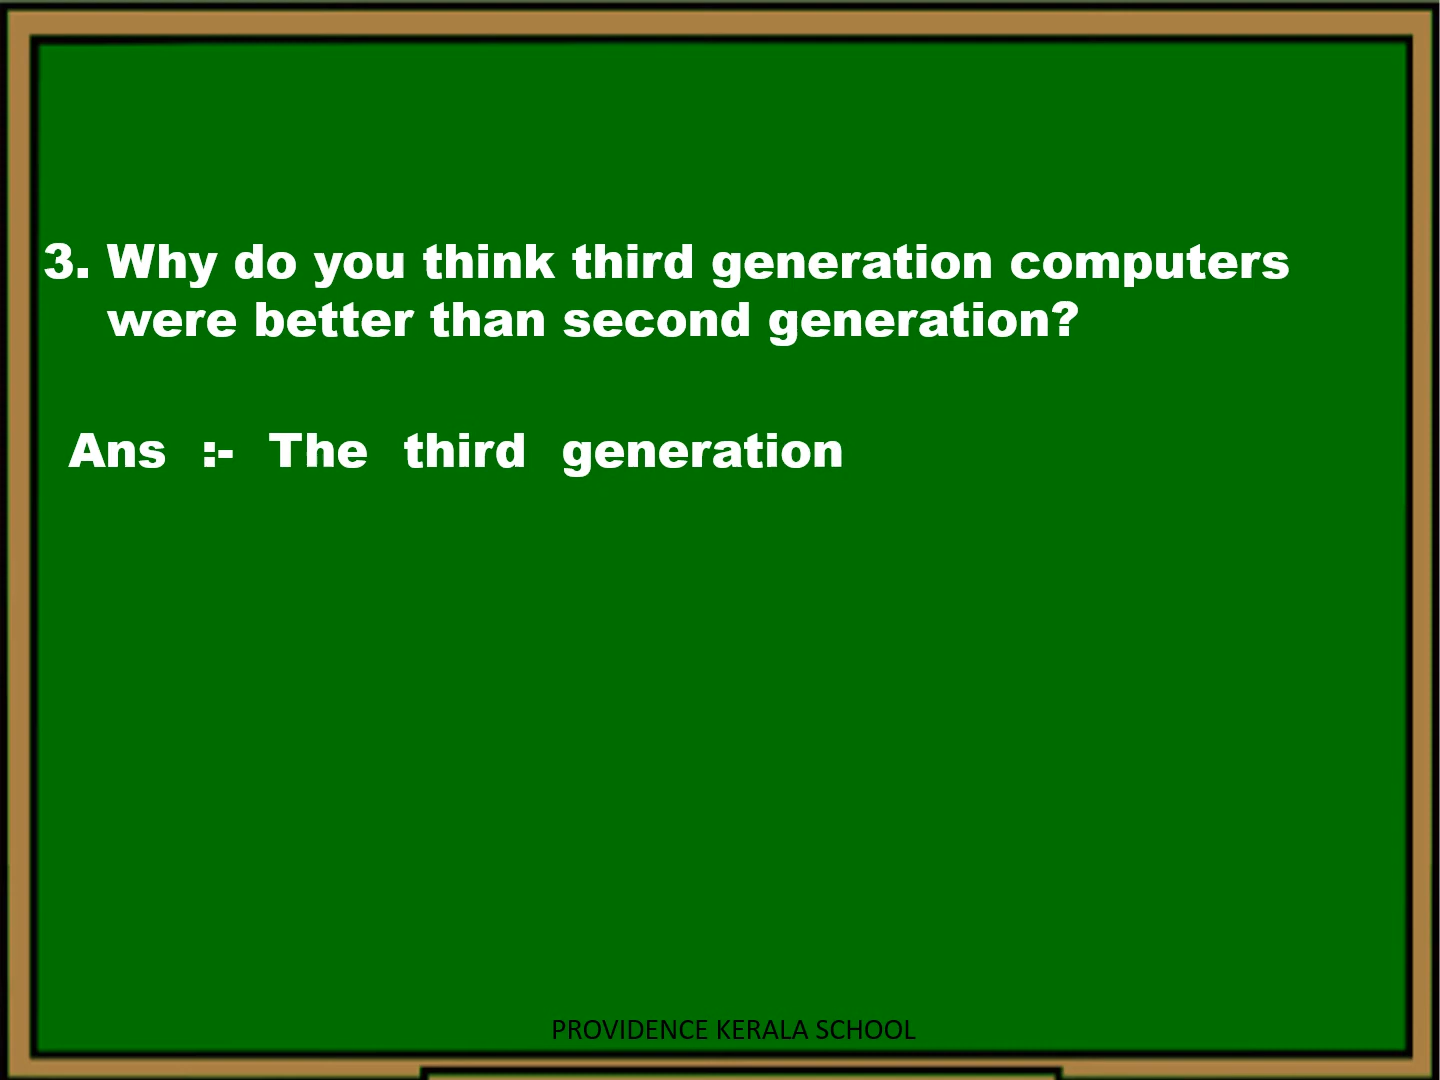 3. Why do you think third generation computers
were better than second generation?
Ans :- The third generation
PROVIDENCE KERALA SCHOOL